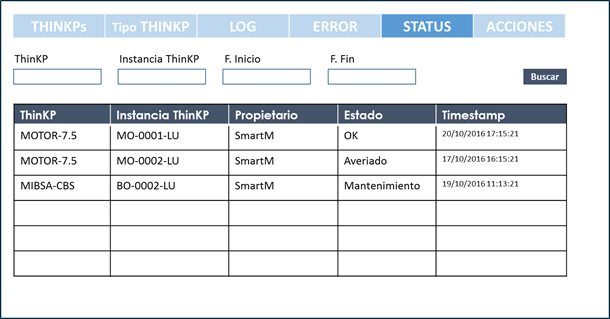 THINKPs Tipo THINKP LOG ERROR STATUS ACCIONES
ThinKP Instancia ThinKP F. Inicio F. Fin
Buscar
ThinKP Instancia ThinKP Propietario Estado Timestamp
MOTOR-7.5 MO-0001-LU SmartM OK 20/10/2016 17:15:21
MOTOR-7.5 MO-0002-LU SmartM Averiado 17/10/2016 16:15:21
MIBSA-CBS BO-0002-LU SmartM Mantenimiento 19/10/2016 11:13:21